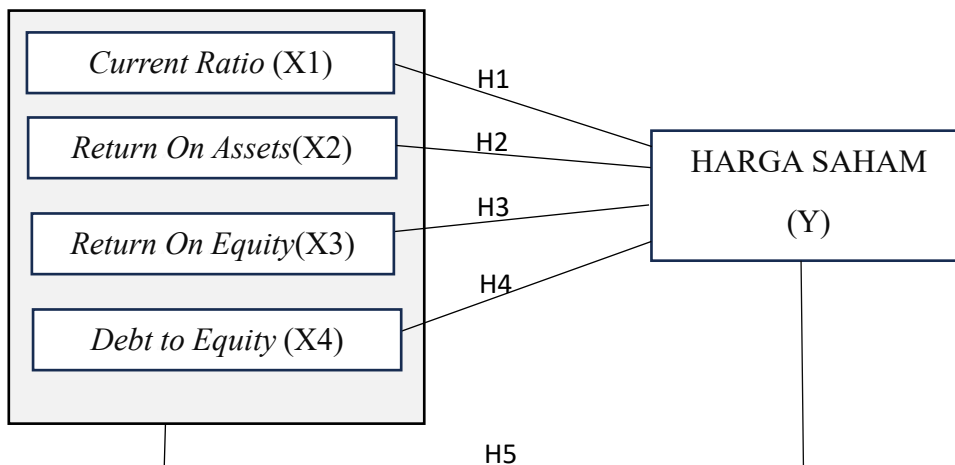 Current Ratio (X1)
H1
Return On Assets(X2)
H2
HARGA SAHAM
(Y)
Return On Equity(X3)
H3
H4
Debt to Equity (X4)
H5